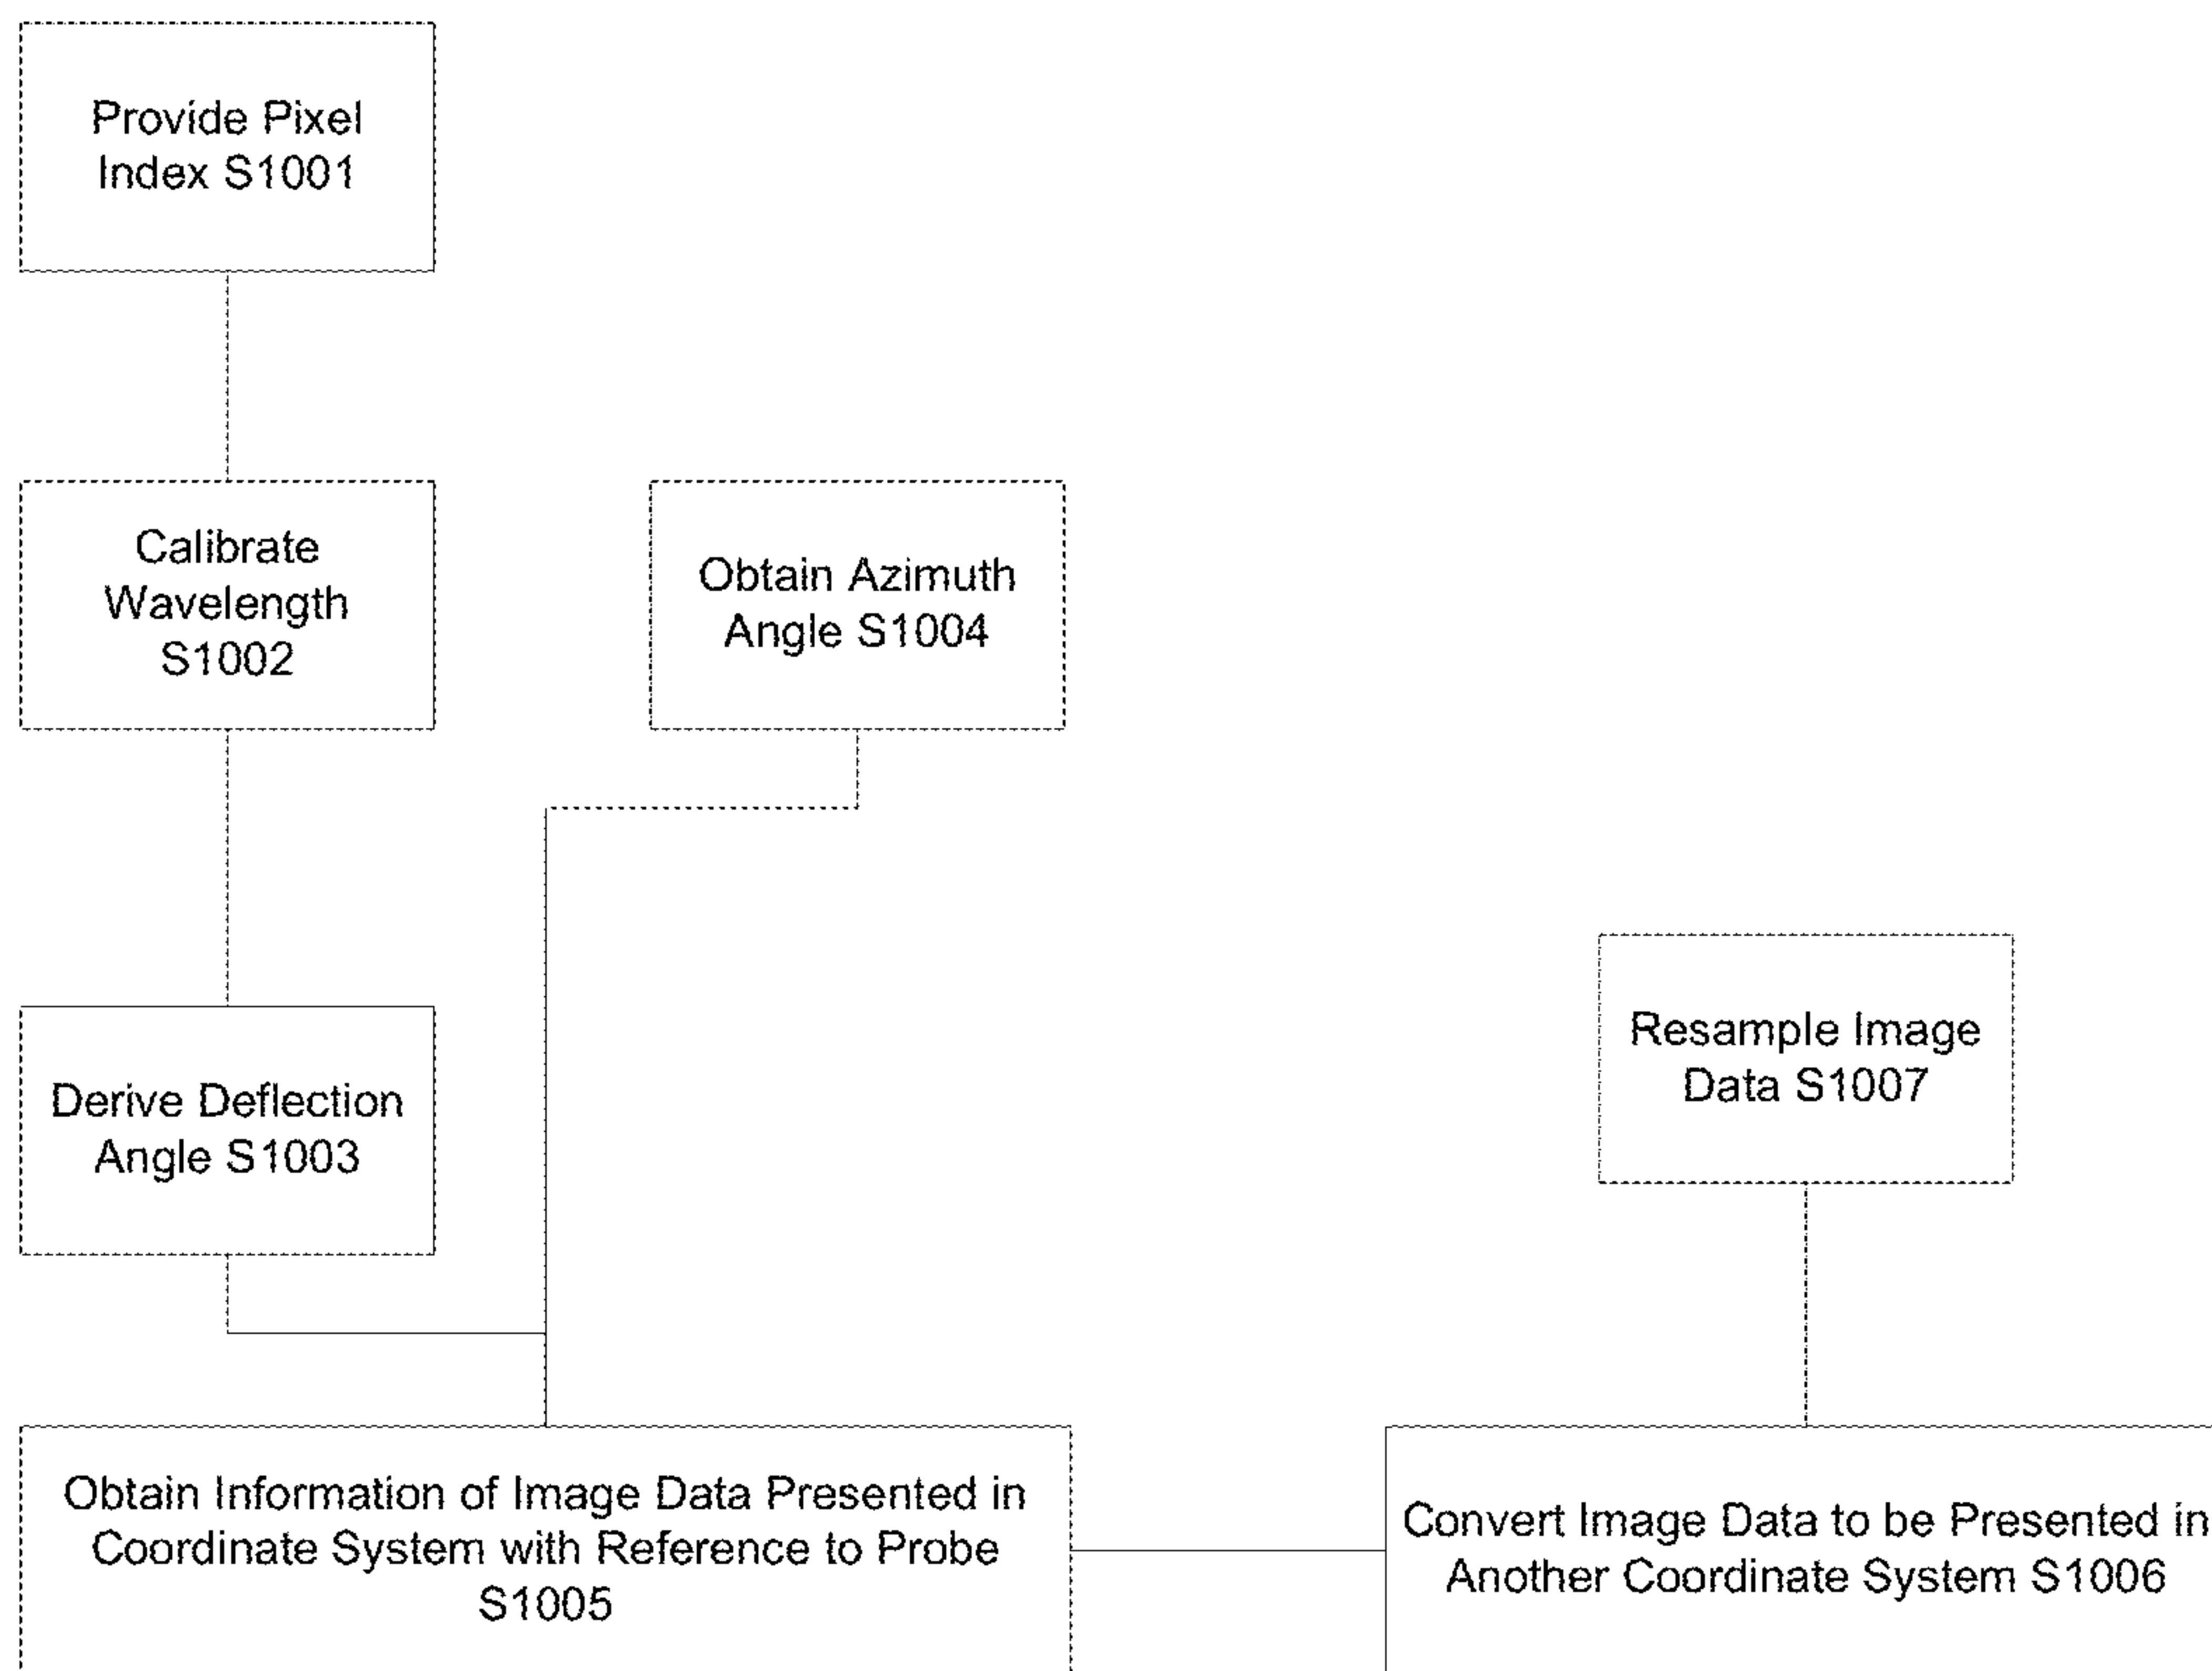 Provide Pixel
Index S1001
Calibrate
Wavelength
S1002
Obtain Azimuth
Angle S1004
Derive Deflection
Angle S1003
Resample Image
Data S1007
Obtain Information of Image Data Presented in
Coordinate System with Reference to Probe
S1005
Convert Image Data to be Presented in
Another Coordinate System S1006